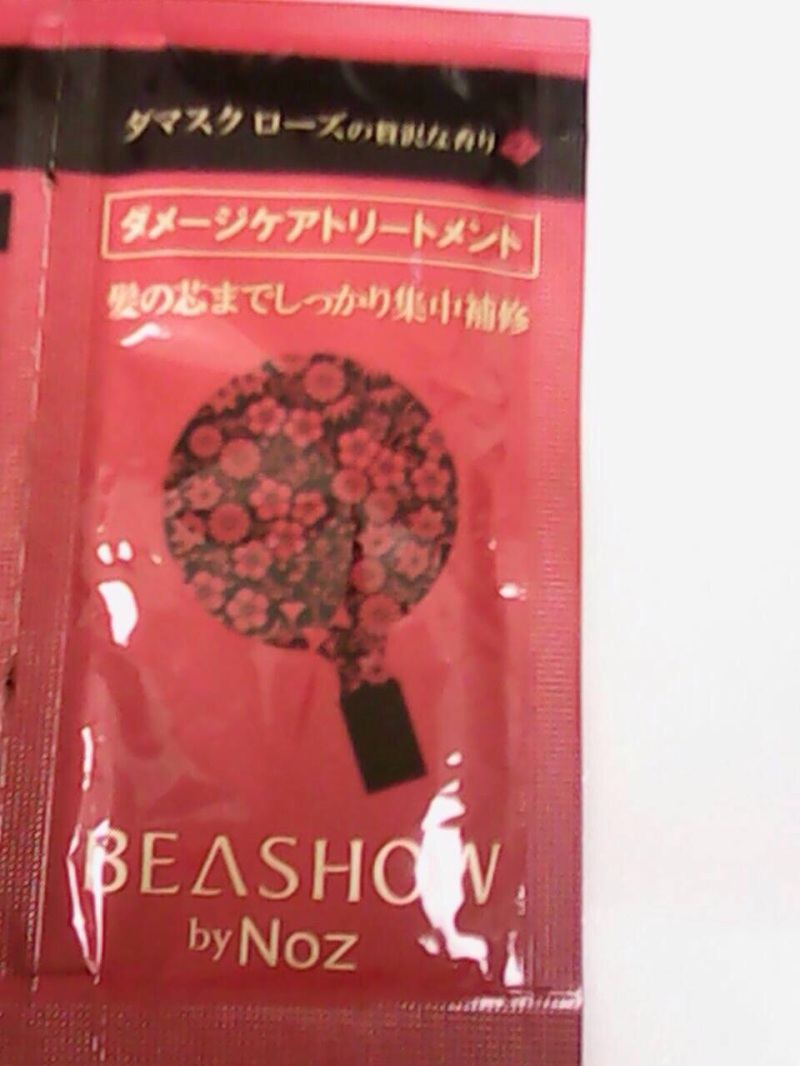 ダマスク ローズの贅沢な香り
ダメージケアトリートメント
髪の芯までしっかり集中補修
BEASHOW
by Noz